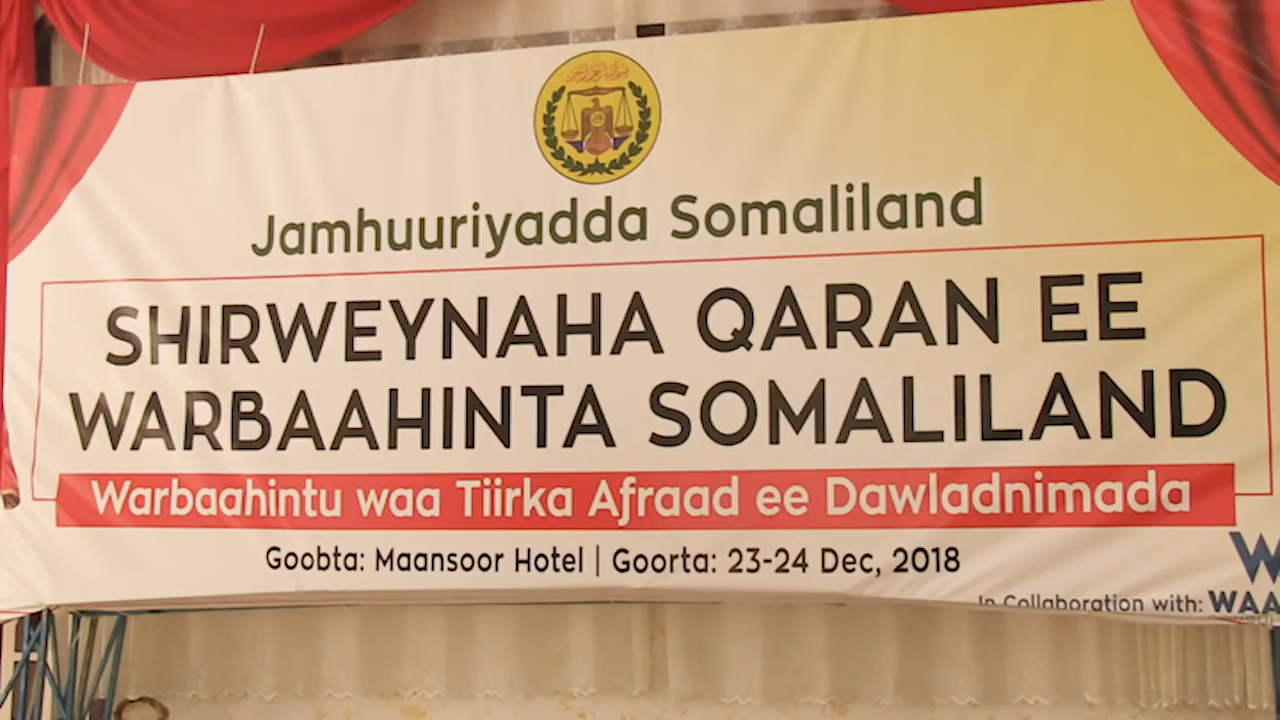 Jamhuuriyadda Somaliland
SHIRWEYNAHA QARAN EE
WARBAAHINTA SOMALILAND
Warbaahintu waa Tiirka Afraad ee Dawladnimada
Goobta: Maansoor Hotel | Goorta: 23-24 Dec, 2018
In Collaboration with: